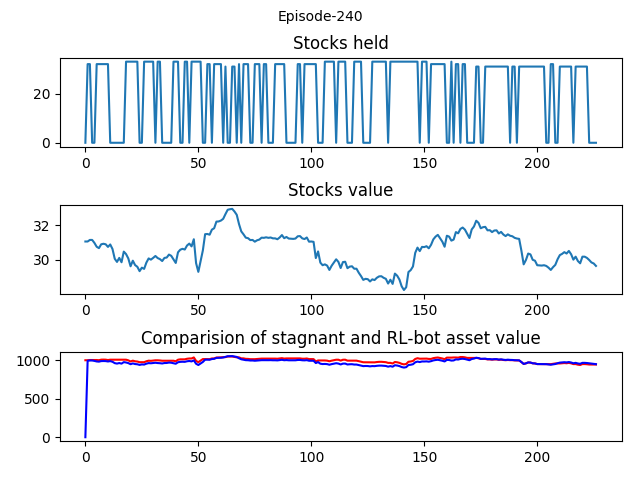 Episode-240
Stocks held
20
0
0 50 100 150 200
Stocks value
32
30
0 50 100 150 200
Comparision of stagnant and RL-bot asset value
1000
500
0
0 50 100 150 200